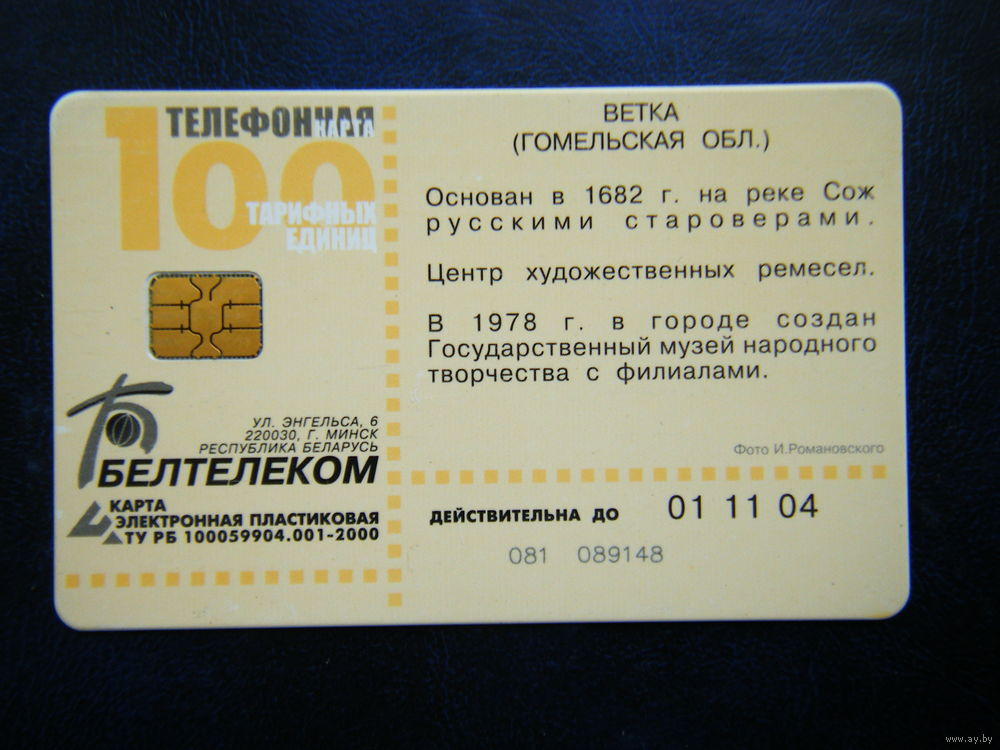 ТЕЛЕФОННАЯ
КАРТА
100
ТАРИФНЫХ
ЕДИНИЦ
УЛ. ЭНГЕЛЬСА, 6
220030, Г. МИНСК
РЕСПУБЛИКА БЕЛАРУСЬ
БЕЛТЕЛЕКОМ
КАРТА
ЭЛЕКТРОННАЯ ПЛАСТИКОВАЯ
ТУ РБ 100059904.001-2000
ВЕТКА
(ГОМЕЛЬСКАЯ ОБЛ.)
Основан в 1682 г. на реке Сож
русскими староверами.
Центр художественных ремесел.
В 1978 г. в городе создан
Государственный музей народного
творчества с филиалами.
Фото И.Романовского
ДЕЙСТВИТЕЛЬНА ДО 01 11 04
081 089148
www.ay.by